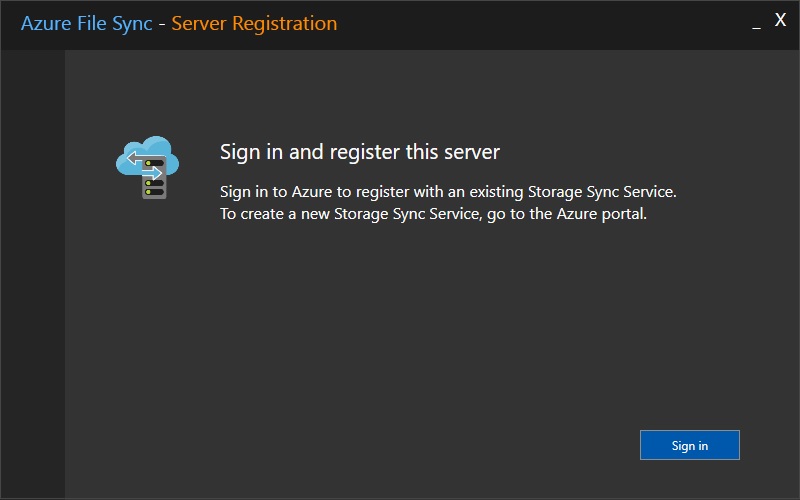 Azure File Sync - Server Registration
_ X
Sign in and register this server
Sign in to Azure to register with an existing Storage Sync Service.
To create a new Storage Sync Service, go to the Azure portal.
Sign in